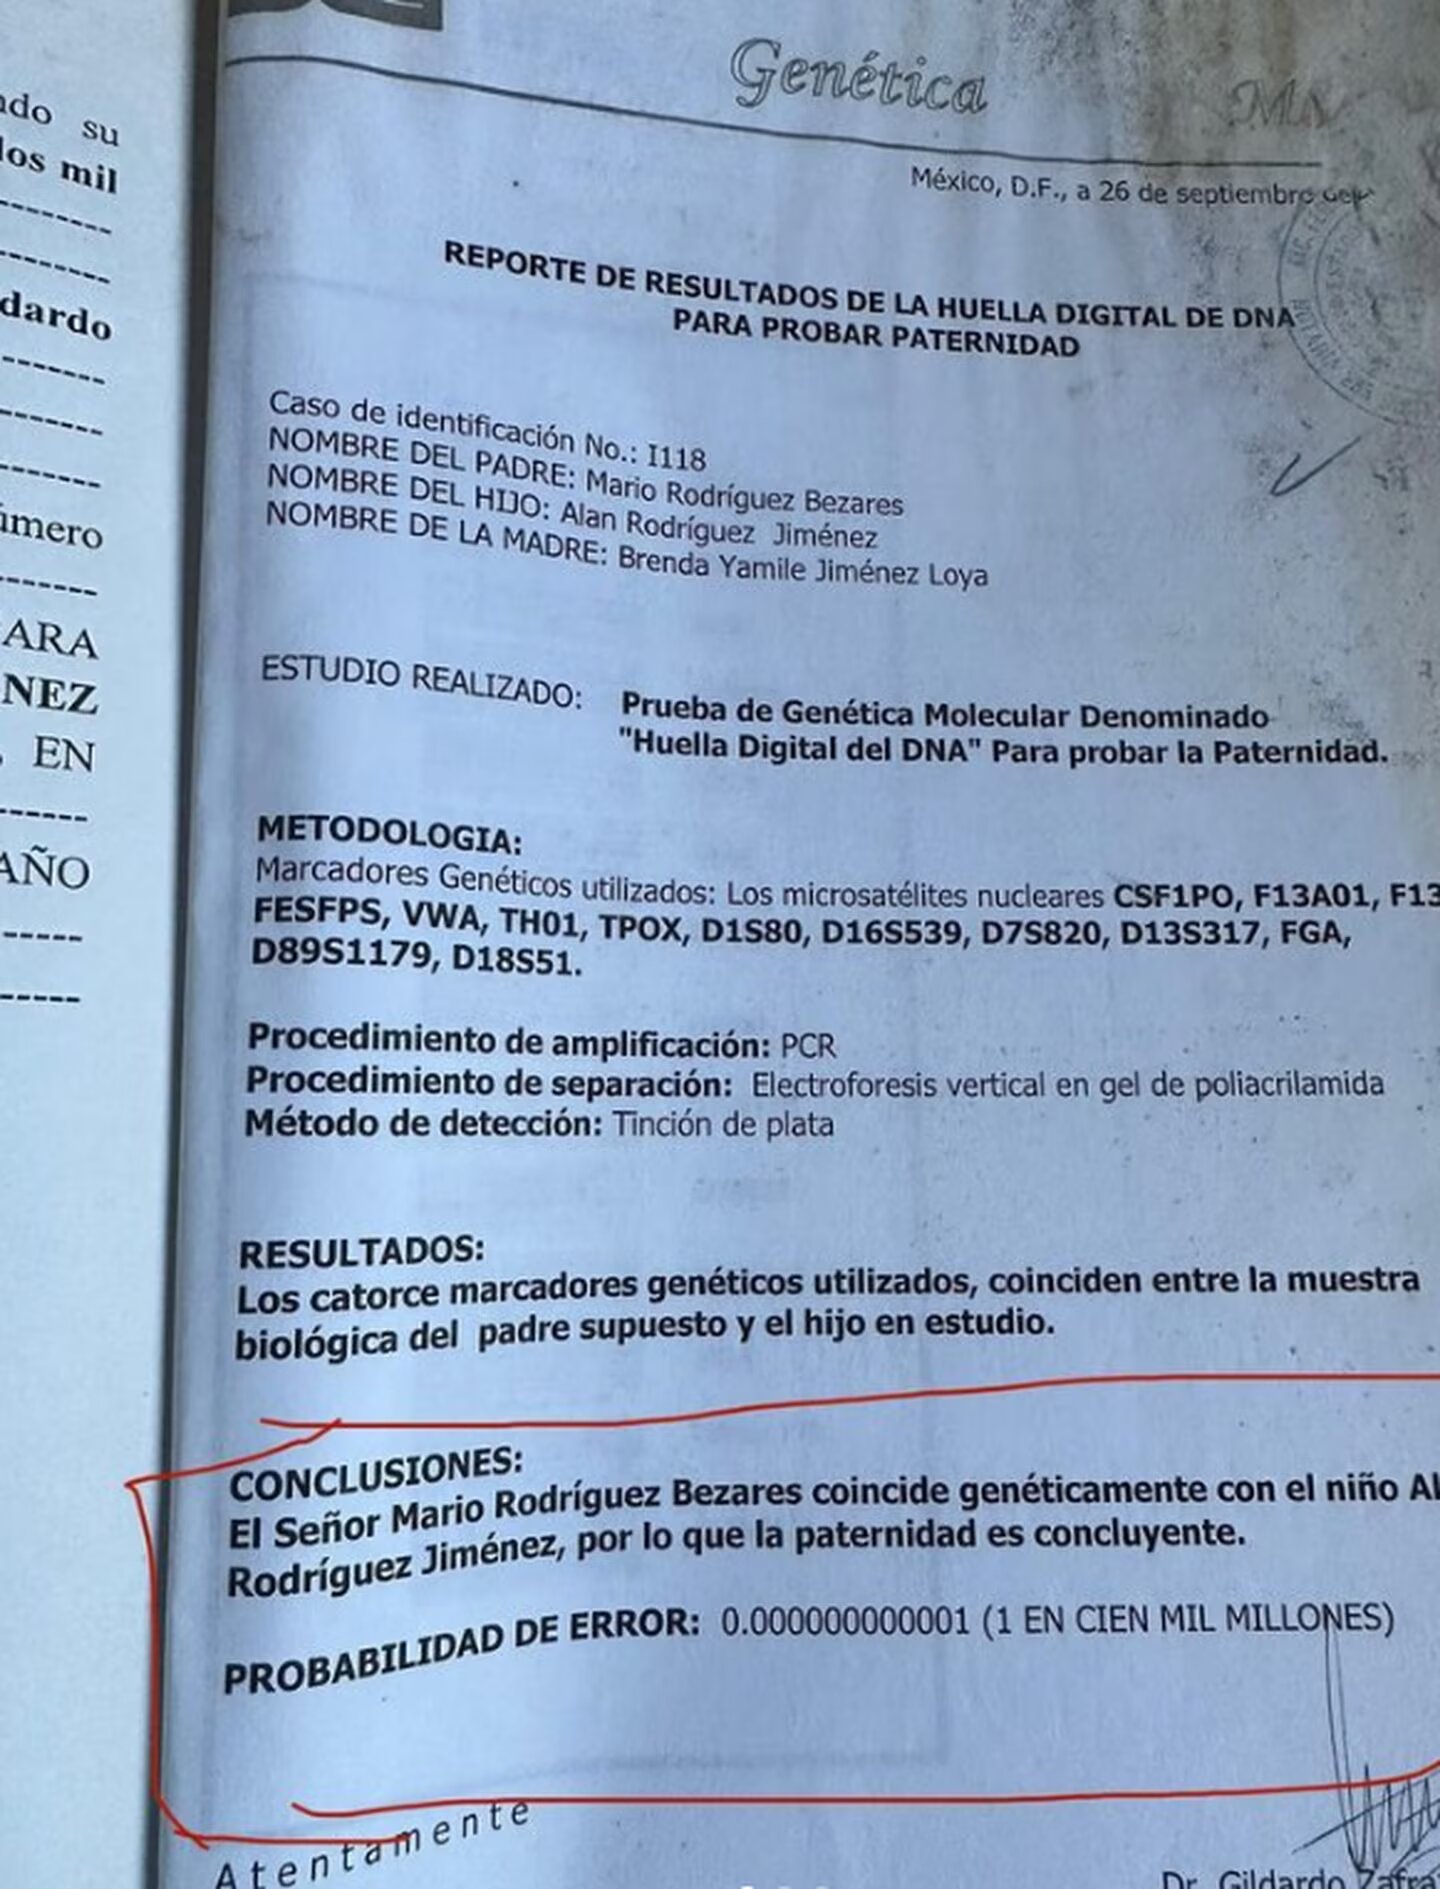 ndo su
los mil
dardo
úmero
ARA
NEZ
, EN
AÑO
Genética
México, D.F., a 26 de septiembre
REPORTE DE RESULTADOS DE LA HUELLA DIGITAL DE DNA
PARA PROBAR PATERNIDAD
Caso de identificación No.: I118
NOMBRE DEL PADRE: Mario Rodríguez Bezares
NOMBRE DEL HIJO: Alan Rodríguez Jiménez
NOMBRE DE LA MADRE: Brenda Yamile Jiménez Loya
ESTUDIO REALIZADO: Prueba de Genética Molecular Denominado
"Huella Digital del DNA" Para probar la Paternidad.
METODOLOGIA:
Marcadores Genéticos utilizados: Los microsatélites nucleares CSF1PO, F13A01, F13
FESFPS, VWA, TH01, TPOX, D1S80, D16S539, D7S820, D13S317, FGA,
D89S1179, D18S51.
Procedimiento de amplificación: PCR
Procedimiento de separación: Electroforesis vertical en gel de poliacrilamida
Método de detección: Tinción de plata
RESULTADOS:
Los catorce marcadores genéticos utilizados, coinciden entre la muestra
biológica del padre supuesto y el hijo en estudio.
CONCLUSIONES:
El Señor Mario Rodríguez Bezares coincide genéticamente con el niño Al
Rodríguez Jiménez, por lo que la paternidad es concluyente.
PROBABILIDAD DE ERROR: 0.000000000001 (1 EN CIEN MIL MILLONES)
Atentamente
Dr. Gildardo Zafra